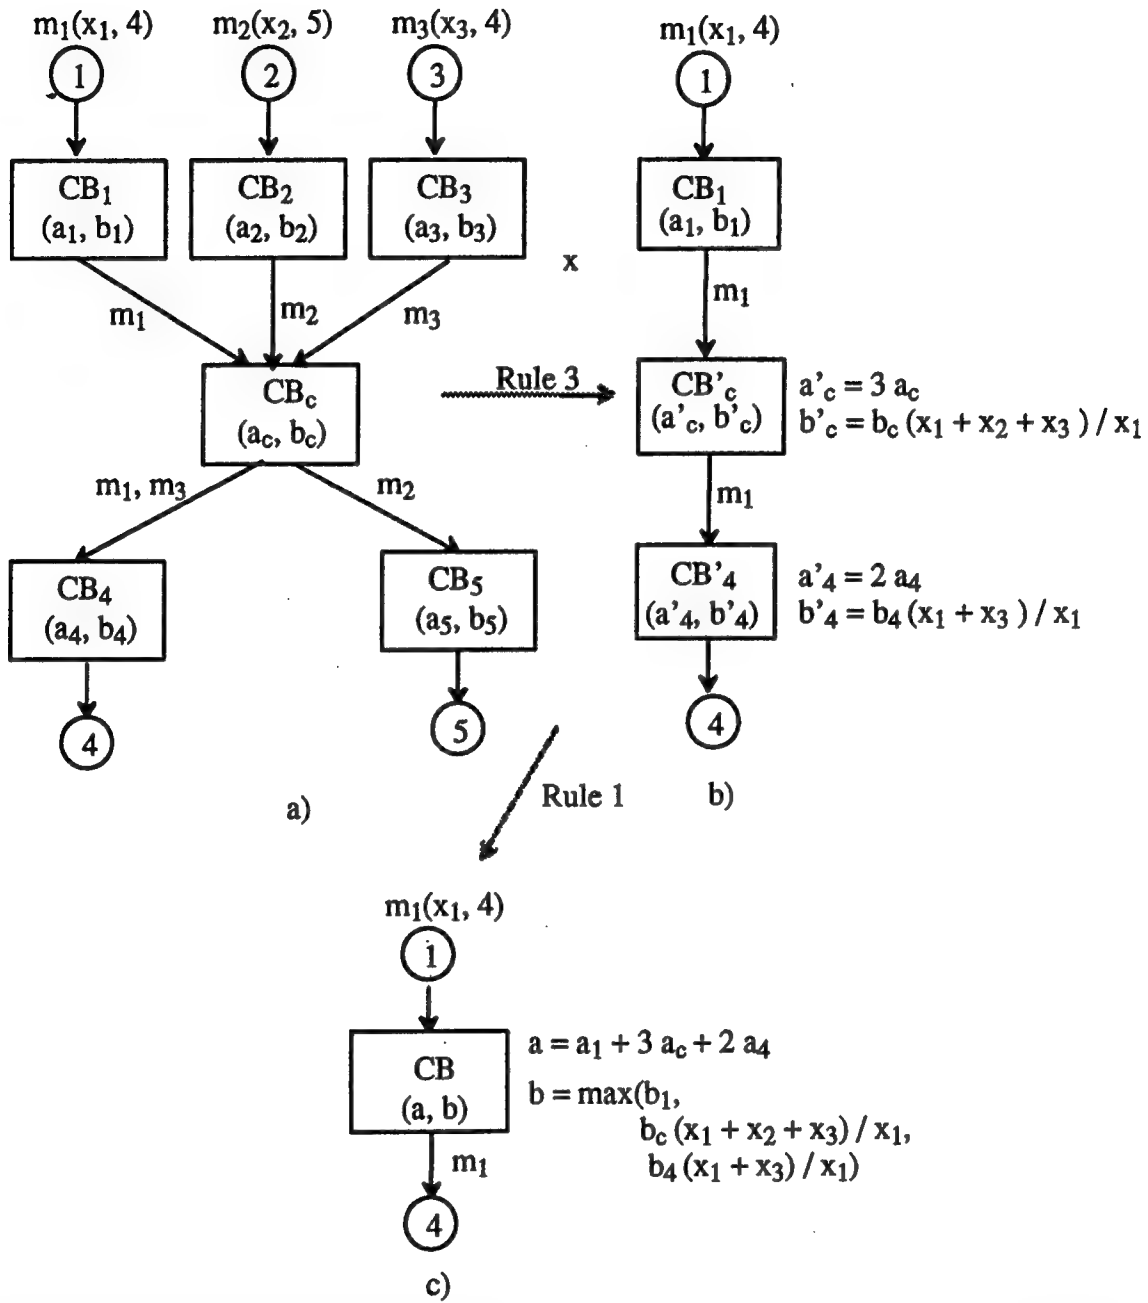 m1(x1, 4) m2(x2, 5) m3(x3, 4) m1(x1, 4)
1 2 3 1
CB1 CB2 CB3 CB1
(a1, b1) (a2, b2) (a3, b3) (a1, b1)
x
m1 m2 m3 m1
CBc Rule 3 CB'c a'c = 3 ac
(ac, bc) (a'c, b'c) b'c = bc (x1 + x2 + x3 ) / x1
m1, m3 m2 m1
CB4 CB5 CB'4 a'4 = 2 a4
(a4, b4) (a5, b5) (a'4, b'4) b'4 = b4 (x1 + x3 ) / x1
4 5 4
a) Rule 1 b)
m1(x1, 4)
1
CB a = a1 + 3 ac + 2 a4
(a, b) b = max(b1,
bc (x1 + x2 + x3) / x1,
m1 b4 (x1 + x3) / x1)
4
c)